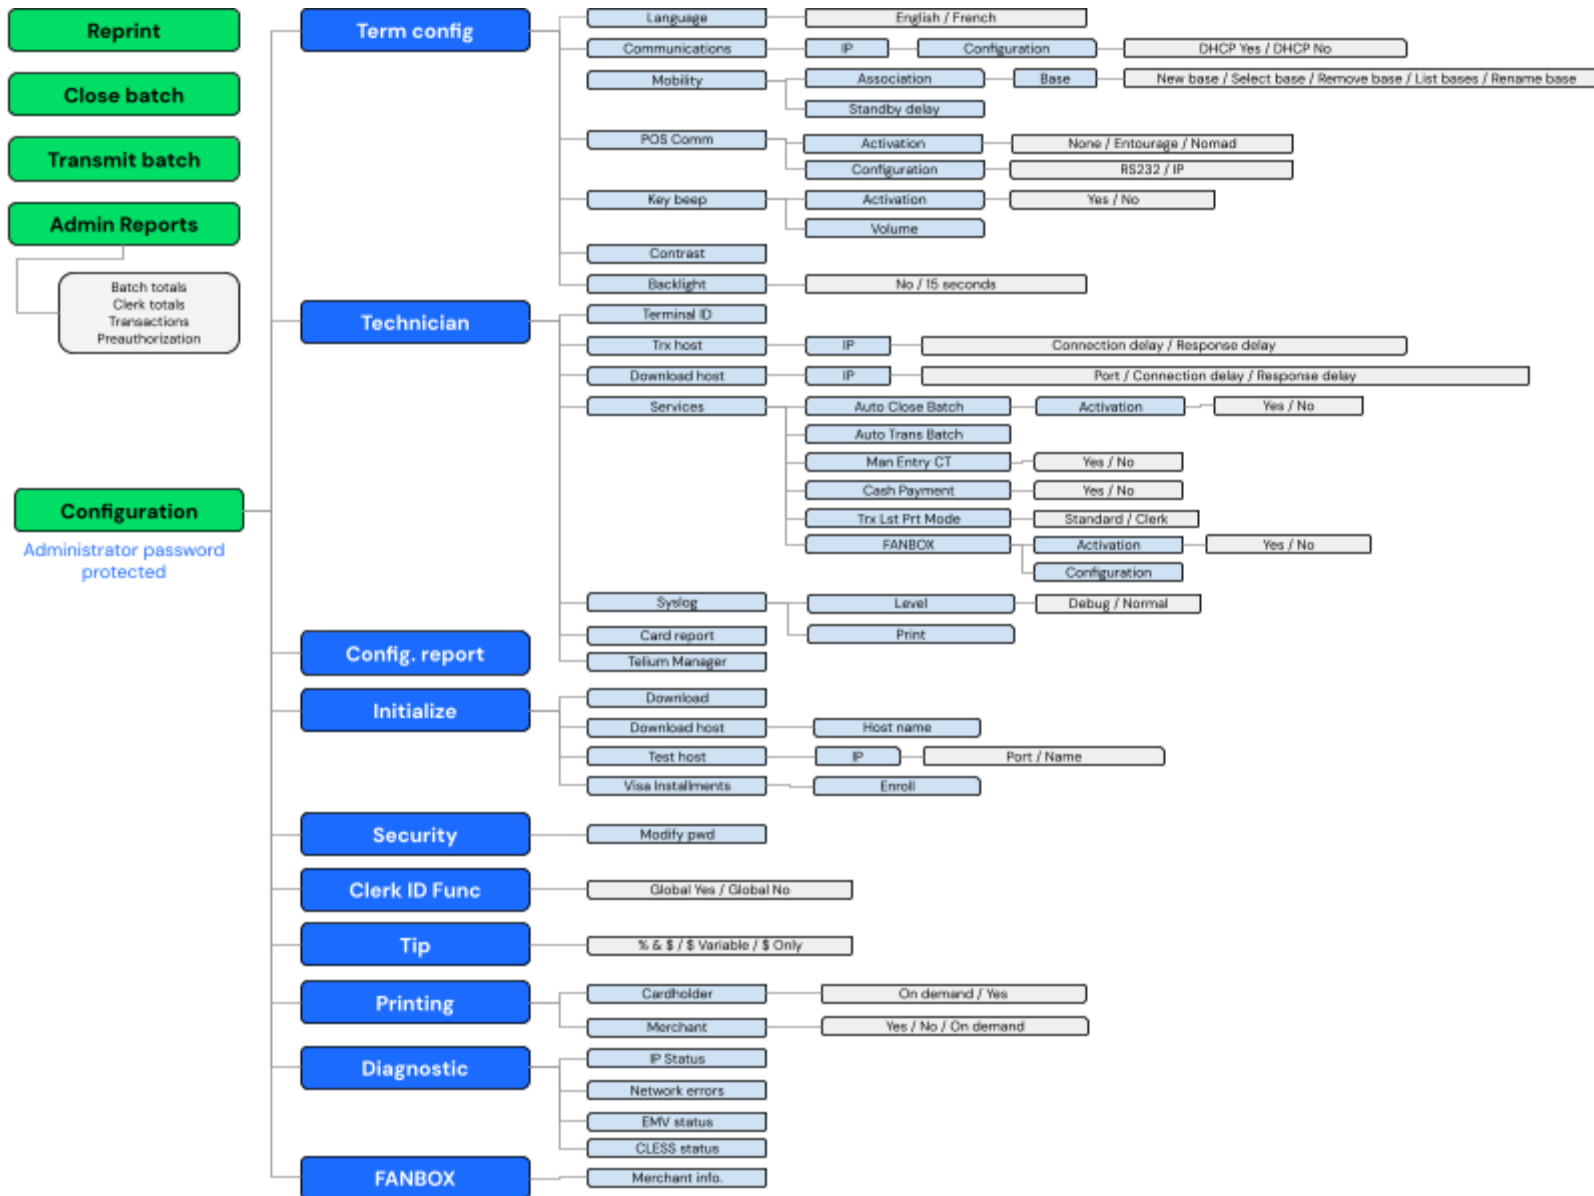 Reprint
Close batch
Transmit batch
Admin Reports
Batch totals
Clerk totals
Transactions
Preauthorization
Configuration
Administrator password
protected
Term config
Language
English / French
Communications
IP
Configuration
DHCP Yes / DHCP No
Mobility
Association
Base
New base / Select base / Remove base / List bases / Rename base
Standby delay
POS Comm
Activation
None / Entourage / Nomad
Configuration
RS232 / IP
Key beep
Activation
Yes / No
Volume
Contrast
Backlight
No / 15 seconds
Technician
Terminal ID
Trx host
IP
Connection delay / Response delay
Download host
IP
Port / Connection delay / Response delay
Services
Auto Close Batch
Activation
Yes / No
Auto Trans Batch
Man Entry CT
Yes / No
Cash Payment
Yes / No
Trx Lst Prt Mode
Standard / Clerk
FANBOX
Activation
Yes / No
Configuration
Syslog
Level
Debug / Normal
Print
Card report
Telium Manager
Config. report
Initialize
Download
Download host
Host name
Test host
IP
Port / Name
Visa Installments
Enroll
Security
Modify pwd
Clerk ID Func
Global Yes / Global No
Tip
% & $ / $ Variable / $ Only
Printing
Cardholder
On demand / Yes
Merchant
Yes / No / On demand
Diagnostic
IP Status
Network errors
EMV status
CLESS status
FANBOX
Merchant info.